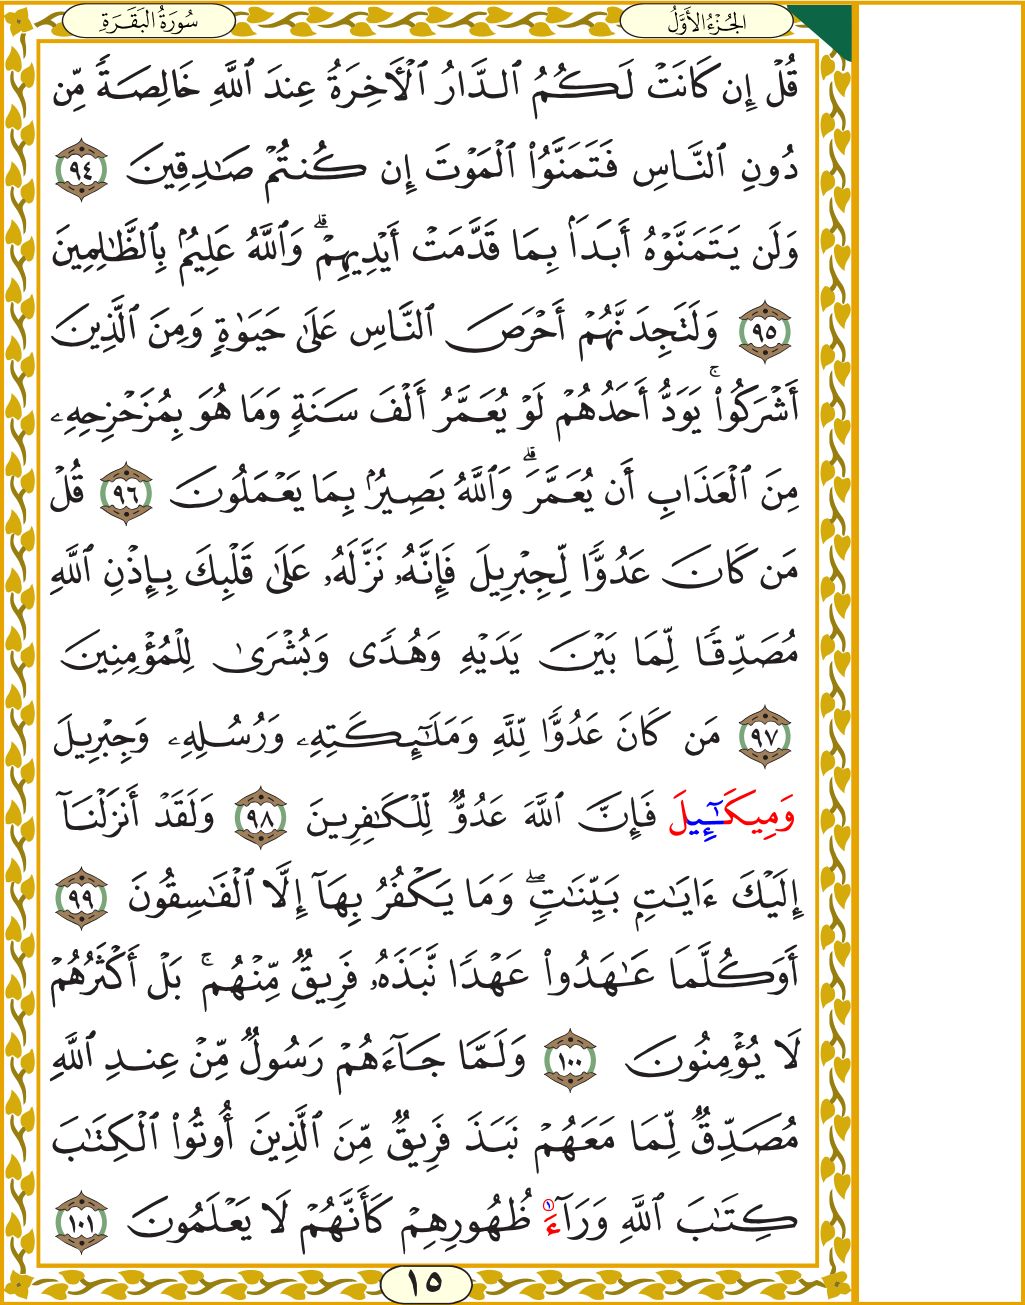 سُورَةُ الْبَقَرَةِ
الجُزْءُ الأَوَّلُ
قُلْ إِن كَانَتْ لَكُمُ ٱلدَّارُ ٱلْأَخِرَةُ عِندَ ٱللَّهِ خَالِصَةً مِّن
دُونِ ٱلنَّاسِ فَتَمَنَّوُا۟ ٱلْمَوْتَ إِن كُنتُمْ صَـٰدِقِينَ ٩٤
وَلَن يَتَمَنَّوْهُ أَبَدَاۢ بِمَا قَدَّمَتْ أَيْدِيهِمْ ۗ وَٱللَّهُ عَلِيمُۢ بِٱلظَّـٰلِمِينَ
٩٥ وَلَتَجِدَنَّهُمْ أَحْرَصَ ٱلنَّاسِ عَلَىٰ حَيَوٰةٍ وَمِنَ ٱلَّذِينَ
أَشْرَكُوا۟ ۚ يَوَدُّ أَحَدُهُمْ لَوْ يُعَمَّرُ أَلْفَ سَنَةٍ وَمَا هُوَ بِمُزَحْزِحِهِۦ
مِنَ ٱلْعَذَابِ أَن يُعَمَّرَ ۗ وَٱللَّهُ بَصِيرُۢ بِمَا يَعْمَلُونَ ٩٦ قُلْ
مَن كَانَ عَدُوًّا لِّجِبْرِيلَ فَإِنَّهُۥ نَزَّلَهُۥ عَلَىٰ قَلْبِكَ بِإِذْنِ ٱللَّهِ
مُصَدِّقًا لِّمَا بَيْنَ يَدَيْهِ وَهُدًى وَبُشْرَىٰ لِلْمُؤْمِنِينَ
٩٧ مَن كَانَ عَدُوًّا لِّلَّهِ وَمَلَـٰٓئِكَتِهِۦ وَرُسُلِهِۦ وَجِبْرِيلَ
وَمِيكَـٰٓئِيلَ فَإِنَّ ٱللَّهَ عَدُوٌّ لِّلْكَـٰفِرِينَ ٩٨ وَلَقَدْ أَنزَلْنَآ
إِلَيْكَ ءَايَـٰتٍۭ بَيِّنَـٰتٍ ۖ وَمَا يَكْفُرُ بِهَآ إِلَّا ٱلْفَـٰسِقُونَ ٩٩
أَوَكُلَّمَا عَـٰهَدُوا۟ عَهْدًا نَّبَذَهُۥ فَرِيقٌ مِّنْهُم ۚ بَلْ أَكْثَرُهُمْ
لَا يُؤْمِنُونَ ١٠٠ وَلَمَّا جَآءَهُمْ رَسُولٌ مِّنْ عِندِ ٱللَّهِ
مُصَدِّقٌ لِّمَا مَعَهُمْ نَبَذَ فَرِيقٌ مِّنَ ٱلَّذِينَ أُوتُوا۟ ٱلْكِتَـٰبَ
كِتَـٰبَ ٱللَّهِ وَرَآءَ ١ ظُهُورِهِمْ كَأَنَّهُمْ لَا يَعْلَمُونَ ١٠١
١٥